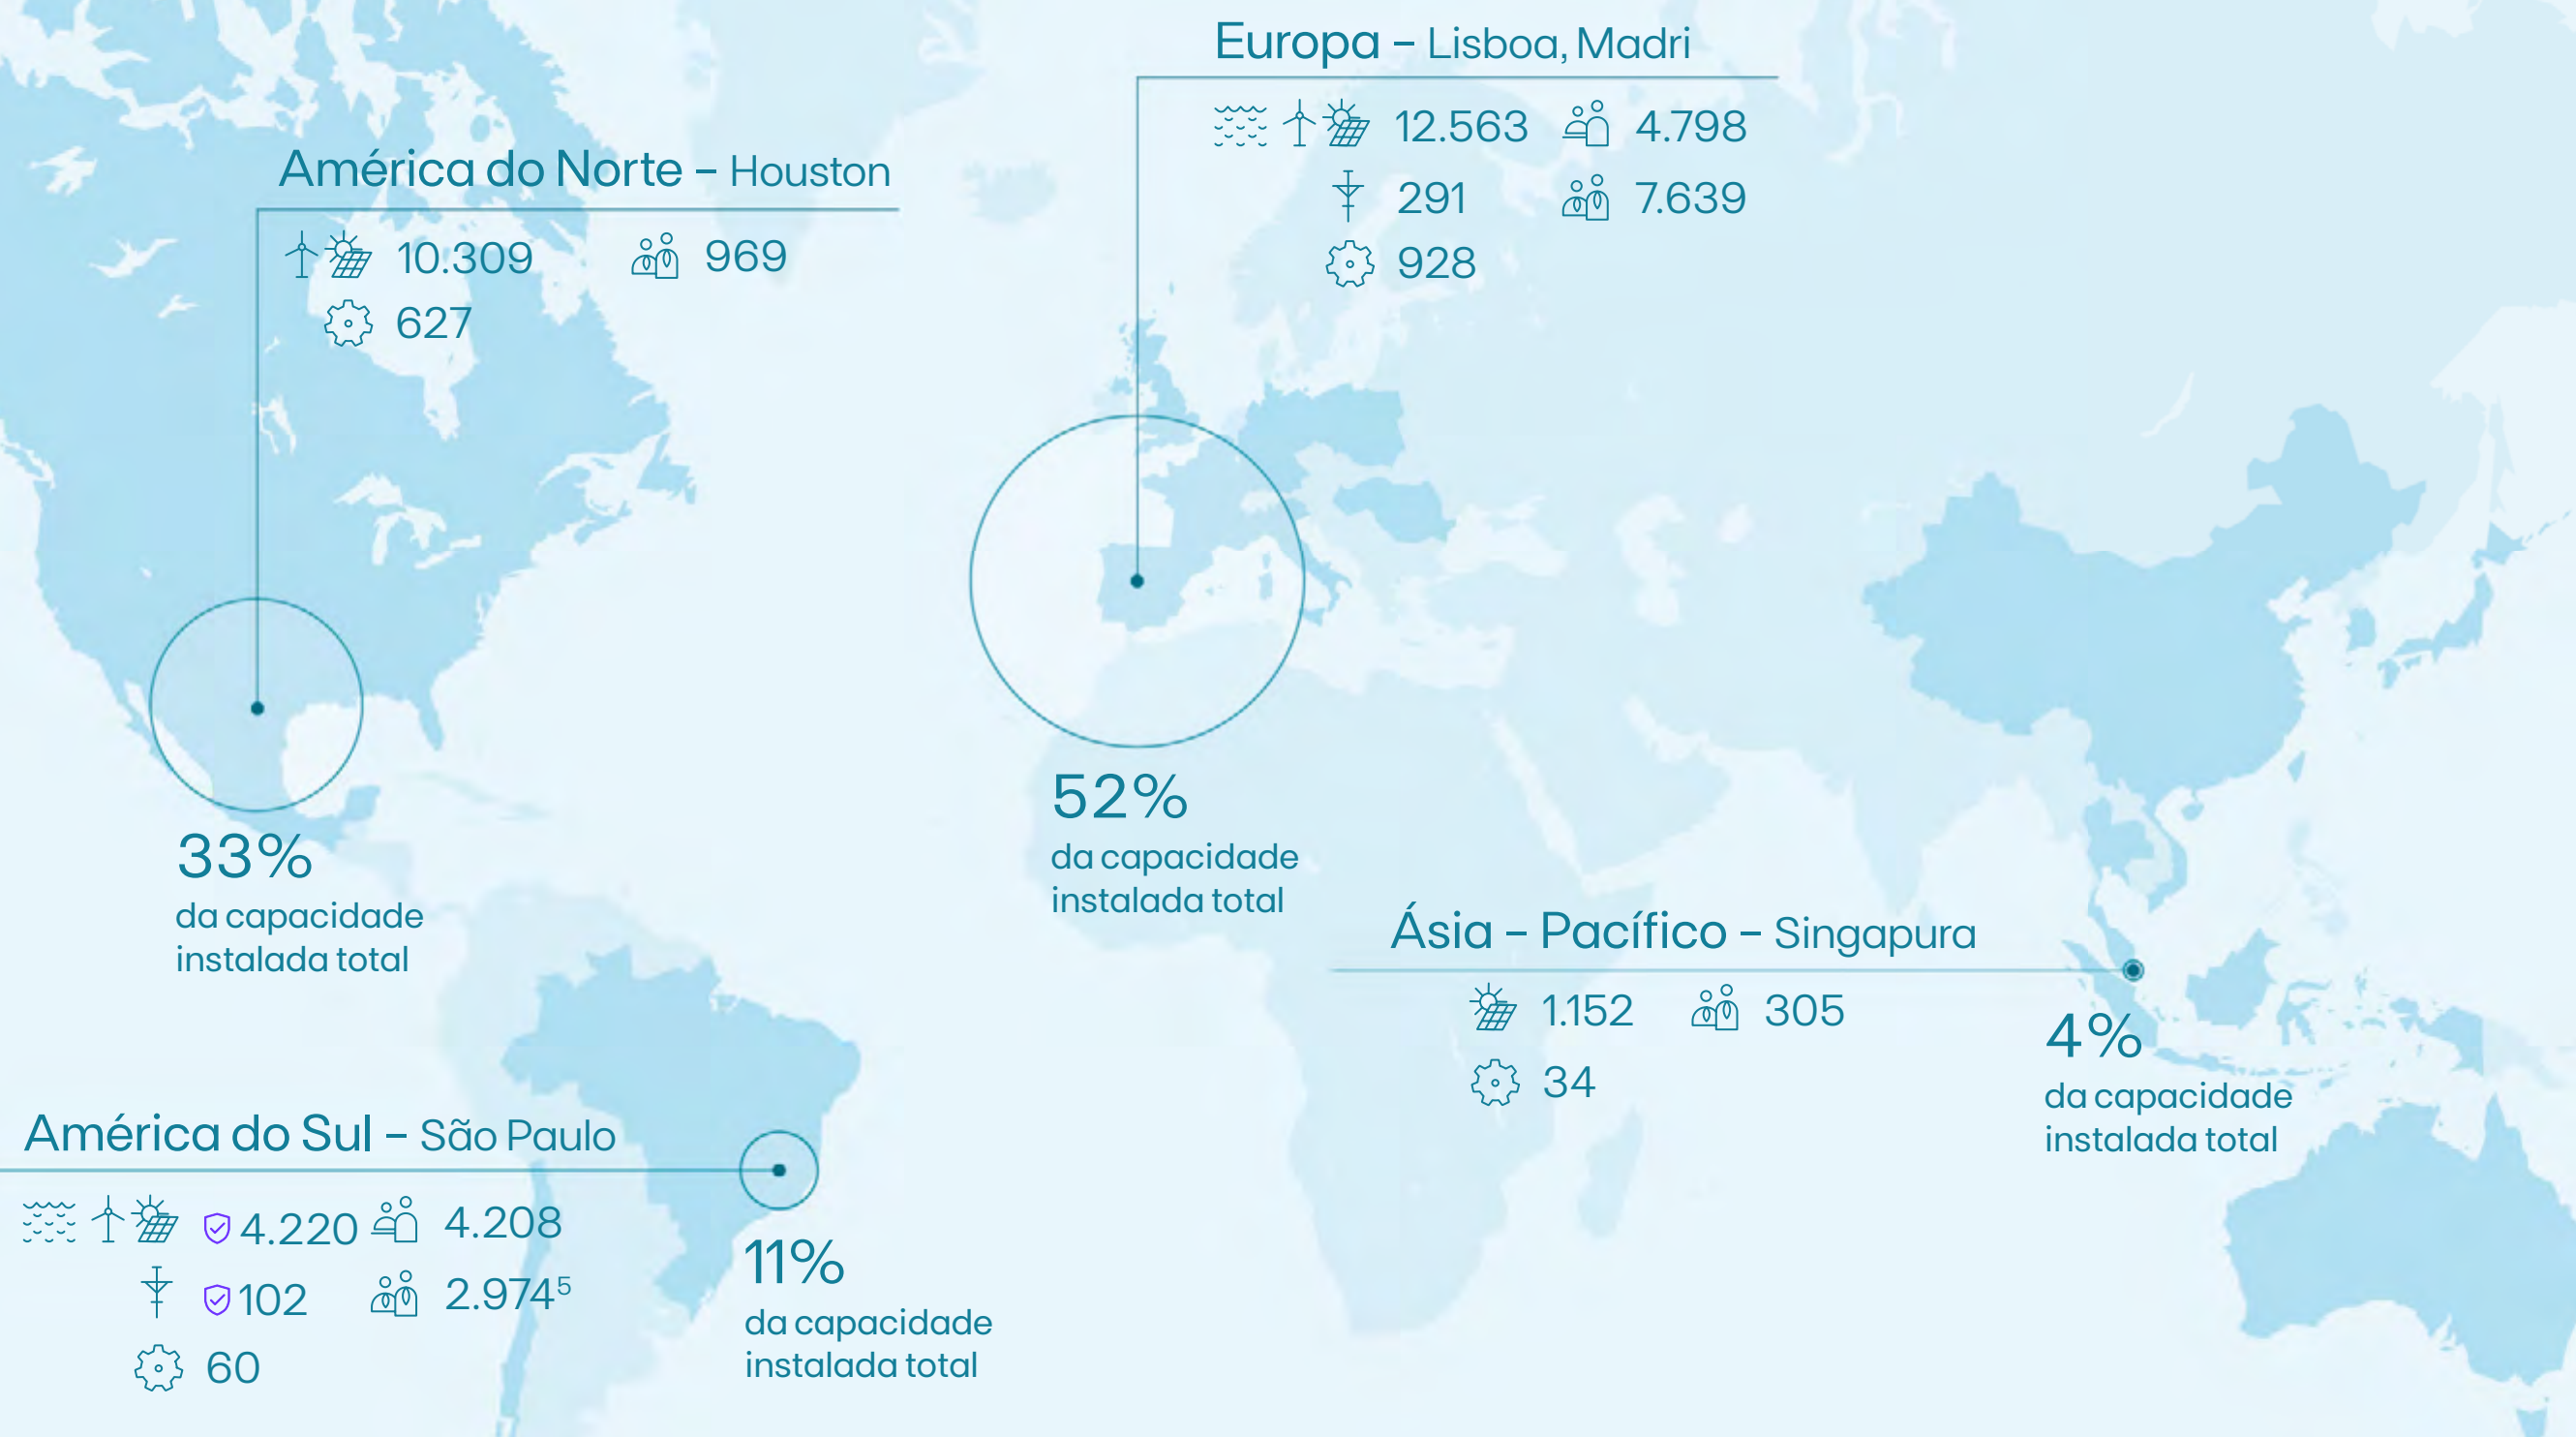 América do Norte – Houston
10.309 969
627
33%
da capacidade
instalada total
Europa – Lisboa, Madri
12.563 4.798
291 7.639
928
52%
da capacidade
instalada total
Ásia – Pacífico – Singapura
1.152 305
34
4%
da capacidade
instalada total
América do Sul – São Paulo
4.220 4.208
102 2.974⁵
60
11%
da capacidade
instalada total